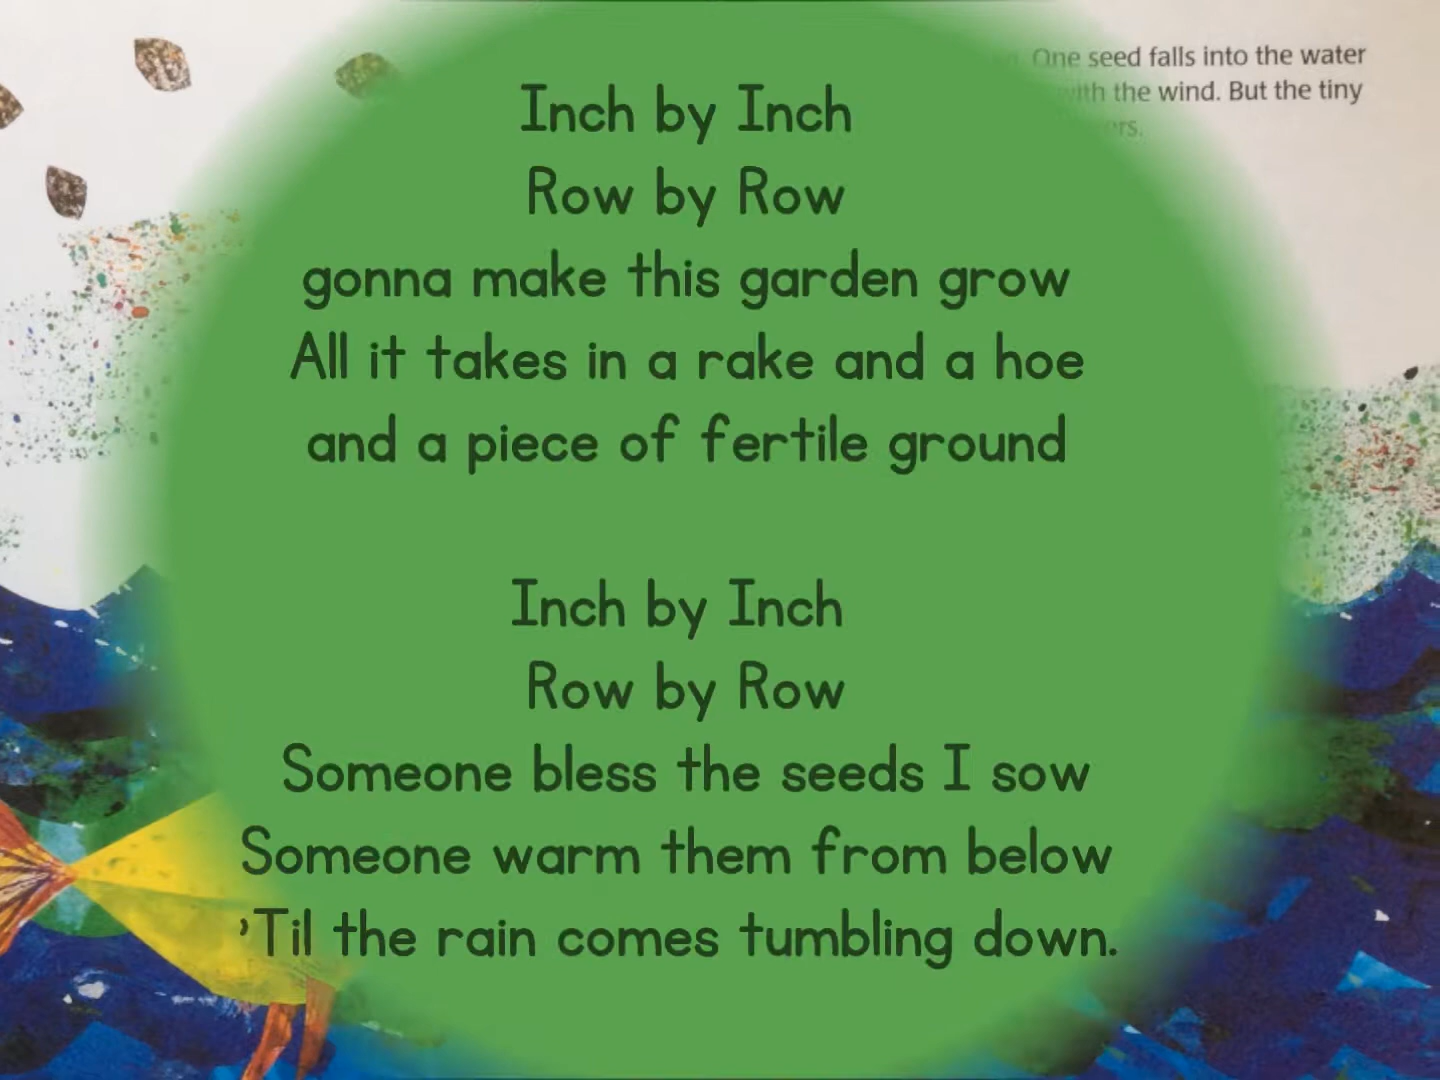 One seed falls into the water
with the wind. But the tiny
Inch by Inch
Row by Row
gonna make this garden grow
All it takes in a rake and a hoe
and a piece of fertile ground
Inch by Inch
Row by Row
Someone bless the seeds I sow
Someone warm them from below
'Til the rain comes tumbling down.